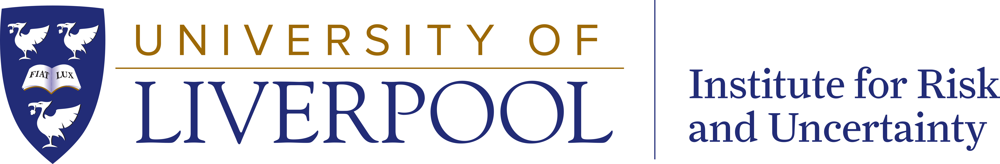 FIAT LUX
UNIVERSITY OF
LIVERPOOL
Institute for Risk
and Uncertainty